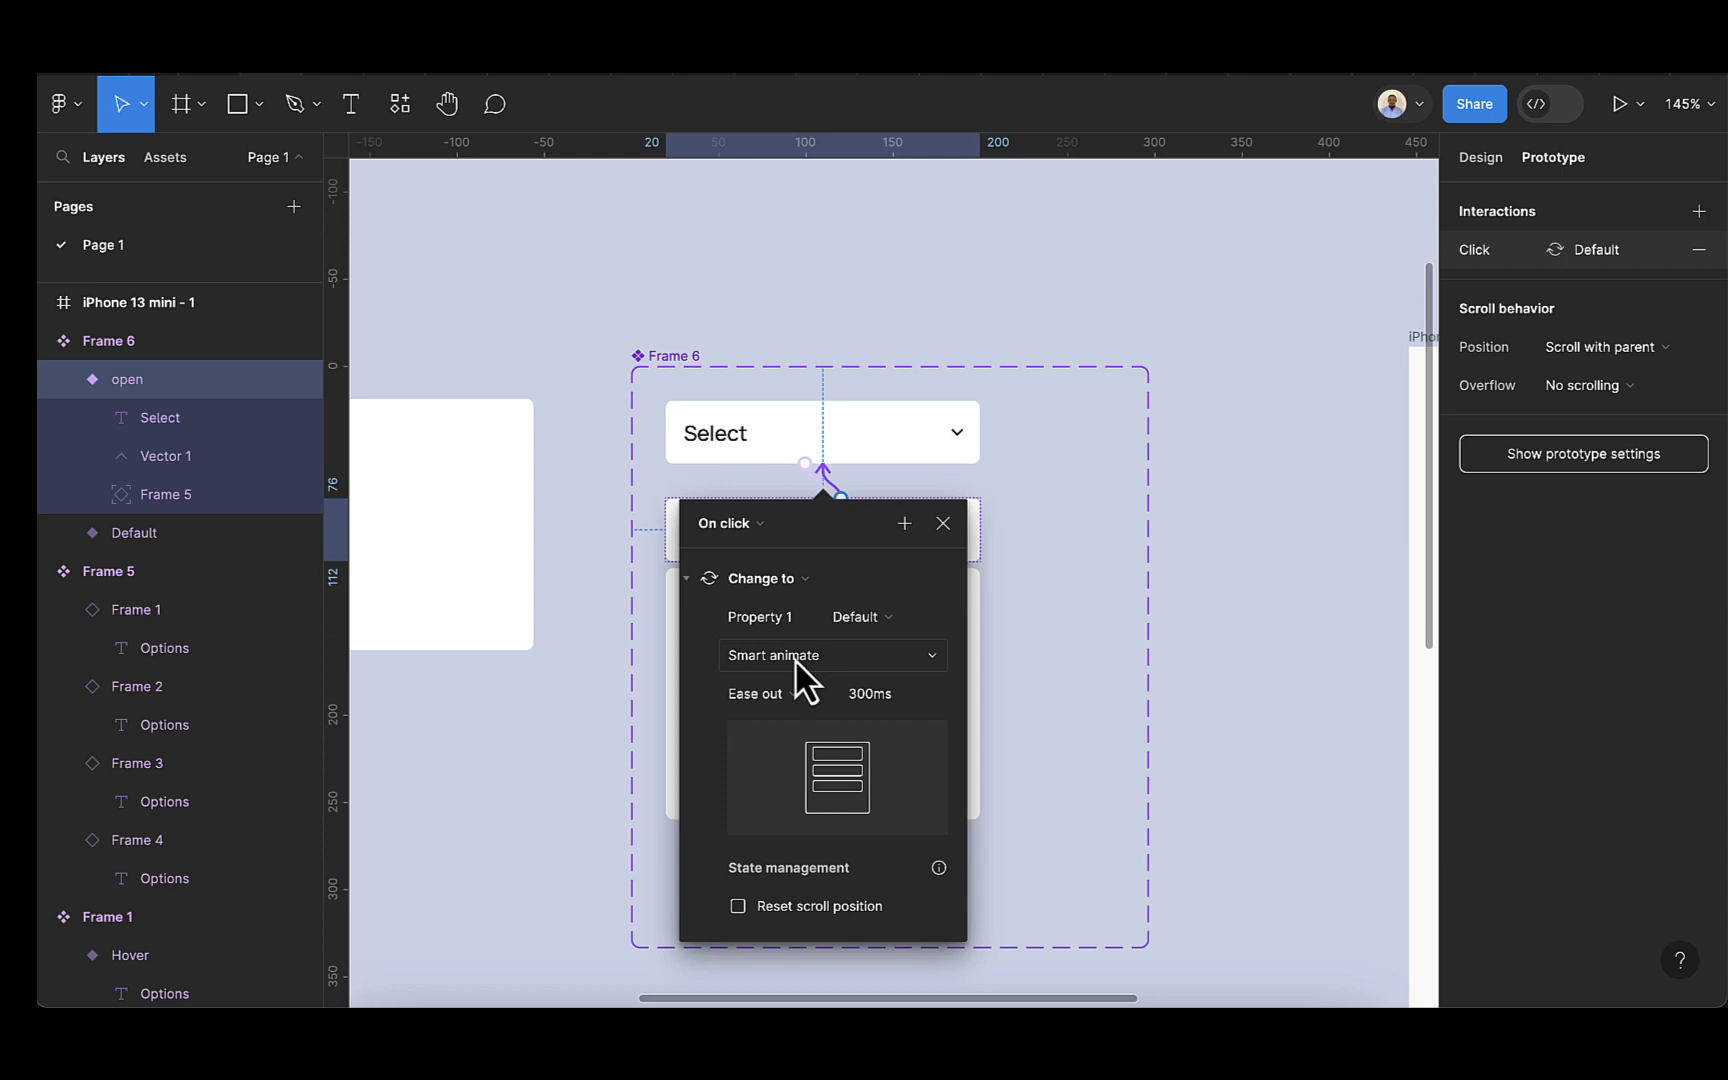 Share
145%
Layers
Assets
Page 1
Pages
Page 1
iPhone 13 mini - 1
Frame 6
open
Select
Vector 1
Frame 5
Default
Frame 5
Frame 1
Options
Frame 2
Options
Frame 3
Options
Frame 4
Options
Frame 1
Hover
Options
-150
-100
-50
20
50
100
150
200
250
300
350
400
450
-100
-50
0
76
112
200
250
300
350
Frame 6
Select
iPhor
On click
Change to
Property 1
Default
Smart animate
Ease out
300ms
State management
Reset scroll position
Design
Prototype
Interactions
Click
Default
Scroll behavior
Position
Scroll with parent
Overflow
No scrolling
Show prototype settings
?